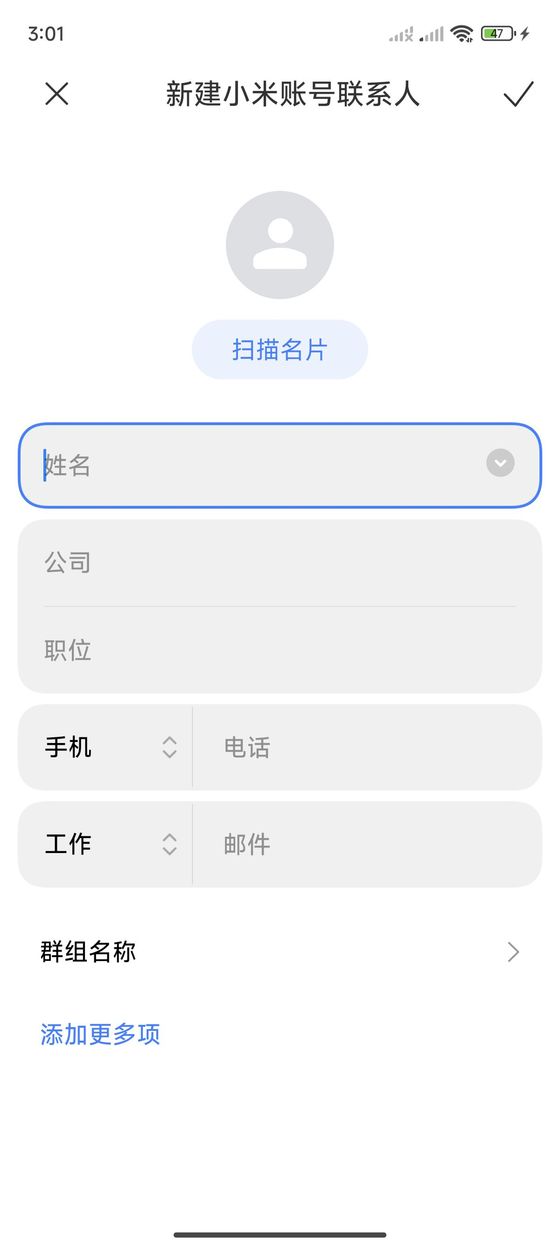 3:01
47
新建小米账号联系人
扫描名片
姓名
公司
职位
手机 电话
工作 邮件
群组名称
添加更多项